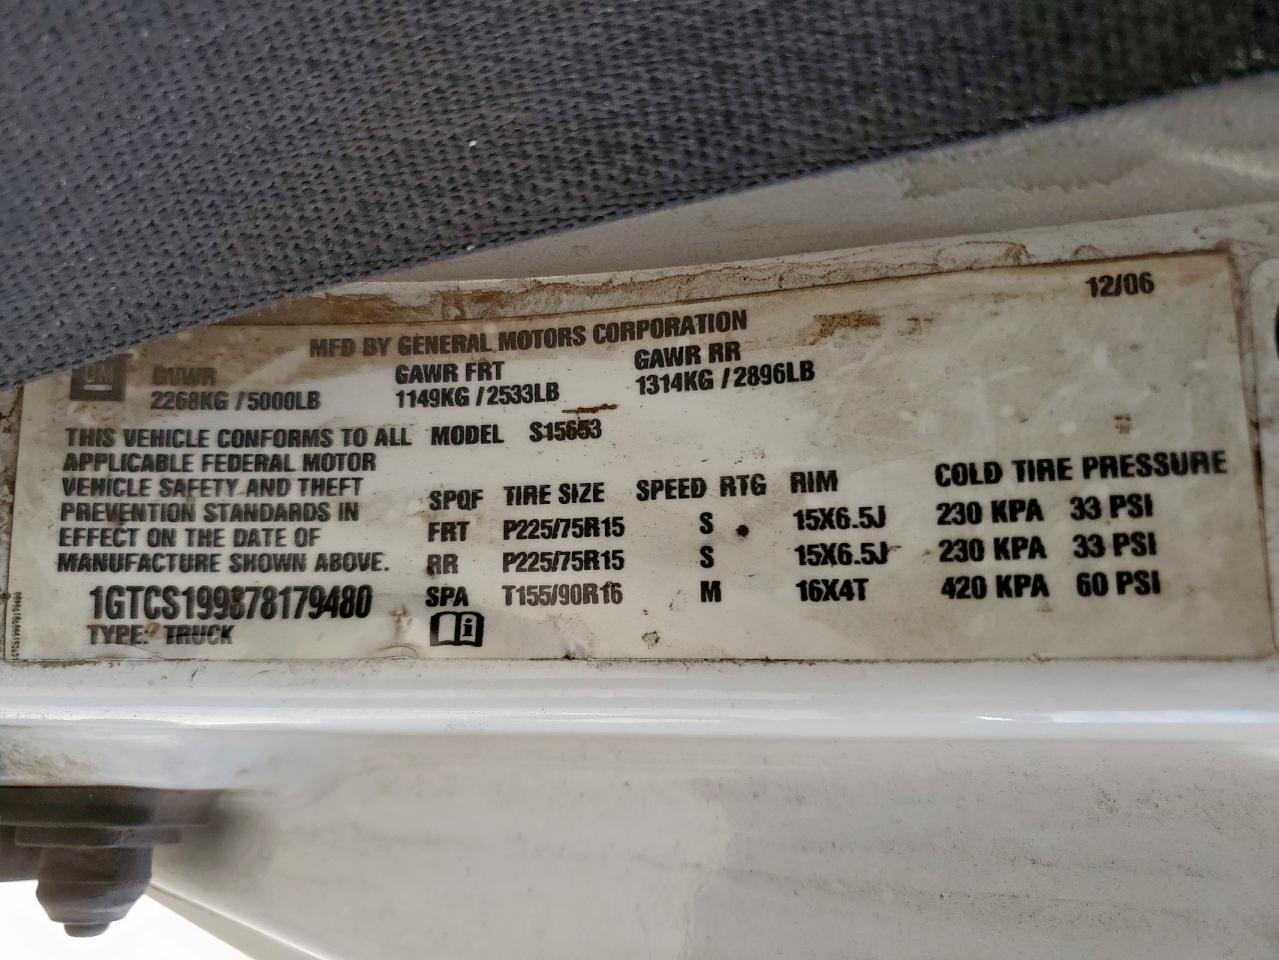 12/06
MFD BY GENERAL MOTORS CORPORATION
GM GVWR GAWR FRT GAWR RR
2268KG /5000LB 1149KG /2533LB 1314KG /2896LB
THIS VEHICLE CONFORMS TO ALL MODEL S15653
APPLICABLE FEDERAL MOTOR
VEHICLE SAFETY AND THEFT
PREVENTION STANDARDS IN
EFFECT ON THE DATE OF
MANUFACTURE SHOWN ABOVE.
1GTCS199878179480
TYPE: TRUCK
SPQF TIRE SIZE SPEED RTG RIM COLD TIRE PRESSURE
FRT P225/75R15 S 15X6.5J 230 KPA 33 PSI
RR P225/75R15 S 15X6.5J 230 KPA 33 PSI
SPA T155/90R16 M 16X4T 420 KPA 60 PSI
i
1GTCS199878179480